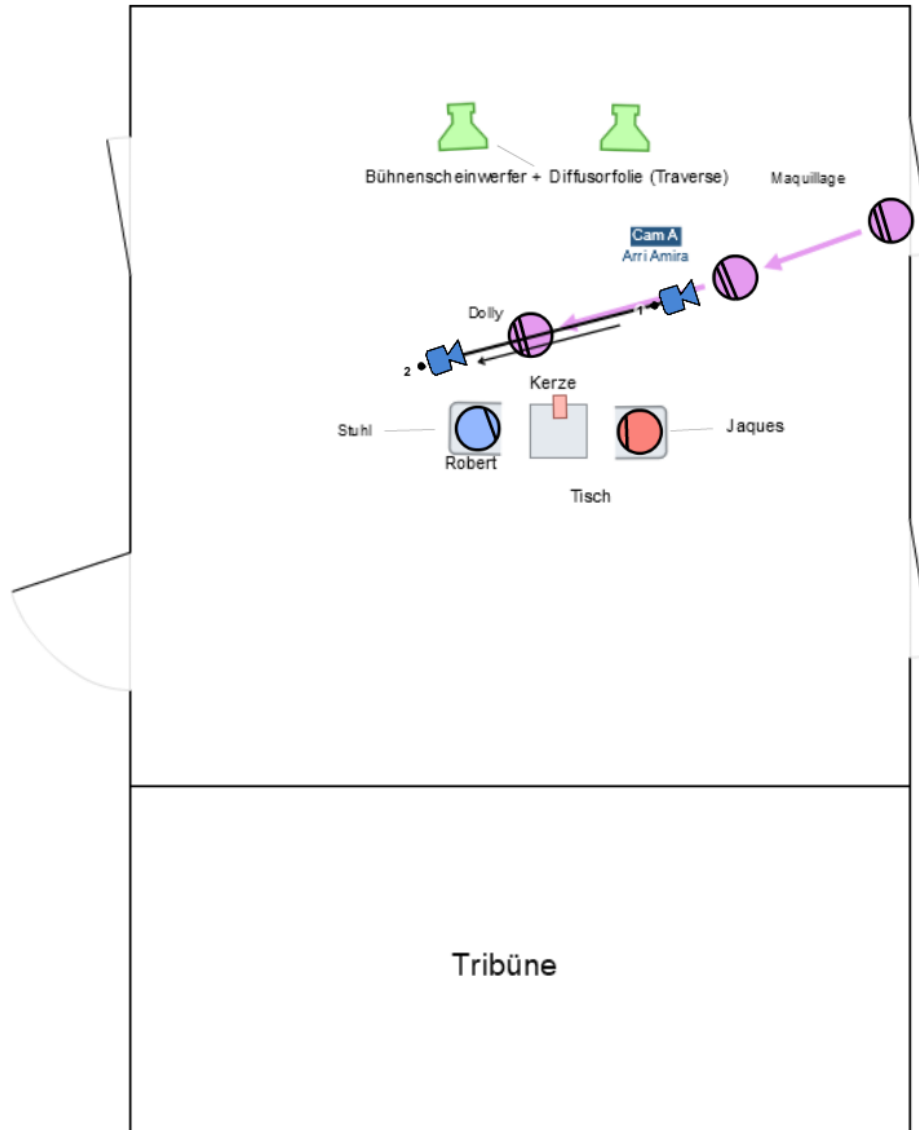 Bühnenscheinwerfer + Diffusorfolie (Traverse)
Maquillage
Cam A
Arri Amira
1
Dolly
2
Kerze
Stuhl
Jaques
Robert
Tisch
Tribüne